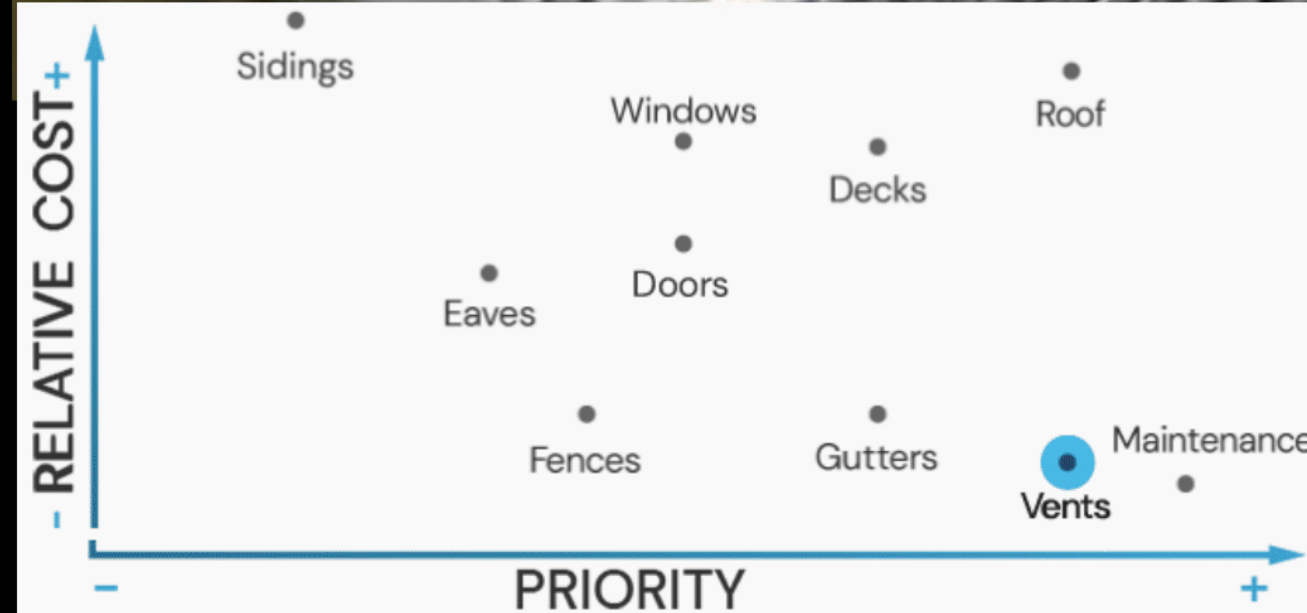 Sidings
Windows
Roof
Decks
Doors
Eaves
Fences
Gutters
Maintenance
Vents
- RELATIVE COST+
- PRIORITY +